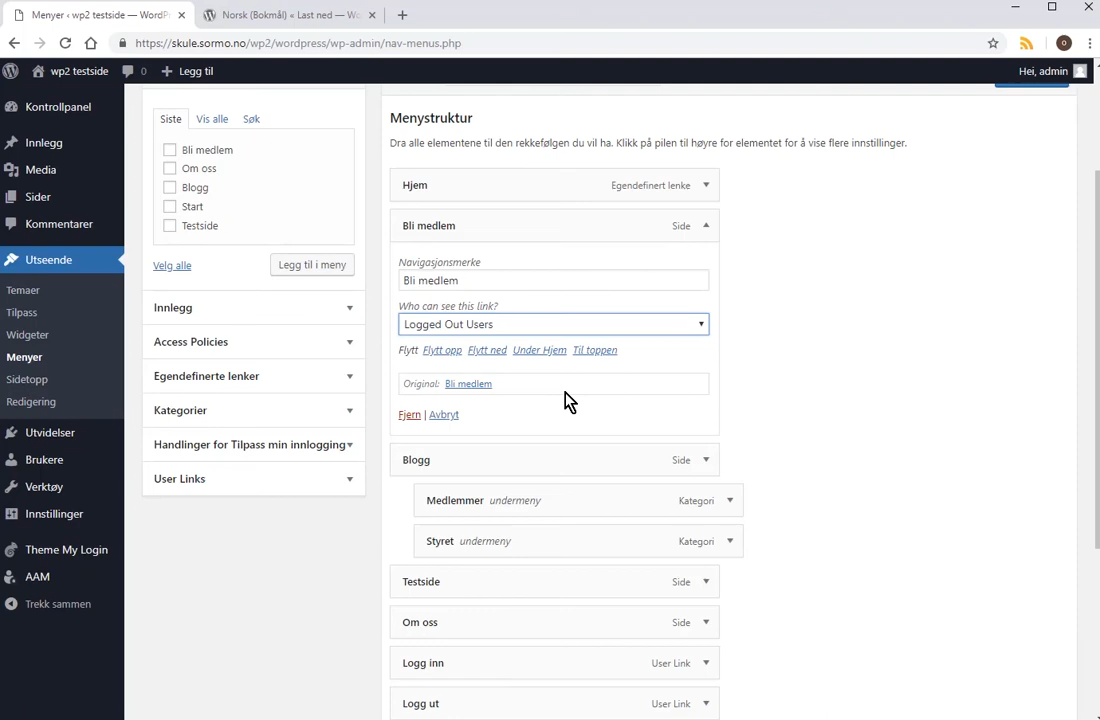 Menyer ‹ wp2 testside — WordP
Norsk (Bokmål) « Last ned — Wo
https://skule.sormo.no/wp2/wordpress/wp-admin/nav-menus.php
wp2 testside
0
Legg til
Hei, admin
Kontrollpanel
Innlegg
Media
Sider
Kommentarer
Utseende
Temaer
Tilpass
Widgeter
Menyer
Sidetopp
Redigering
Utvidelser
Brukere
Verktøy
Innstillinger
Theme My Login
AAM
Trekk sammen
Siste
Vis alle
Søk
Bli medlem
Om oss
Blogg
Start
Testside
Velg alle
Legg til i meny
Innlegg
Access Policies
Egendefinerte lenker
Kategorier
Handlinger for Tilpass min innlogging
User Links
Menystruktur
Dra alle elementene til den rekkefølgen du vil ha. Klikk på pilen til høyre for elementet for å vise flere innstillinger.
Hjem Egendefinert lenke
Bli medlem Side
Navigasjonsmerke
Bli medlem
Who can see this link?
Logged Out Users
Flytt Flytt opp Flytt ned Under Hjem Til toppen
Original: Bli medlem
Fjern | Avbryt
Blogg Side
Medlemmer undermeny Kategori
Styret undermeny Kategori
Testside Side
Om oss Side
Logg inn User Link
Logg ut User Link